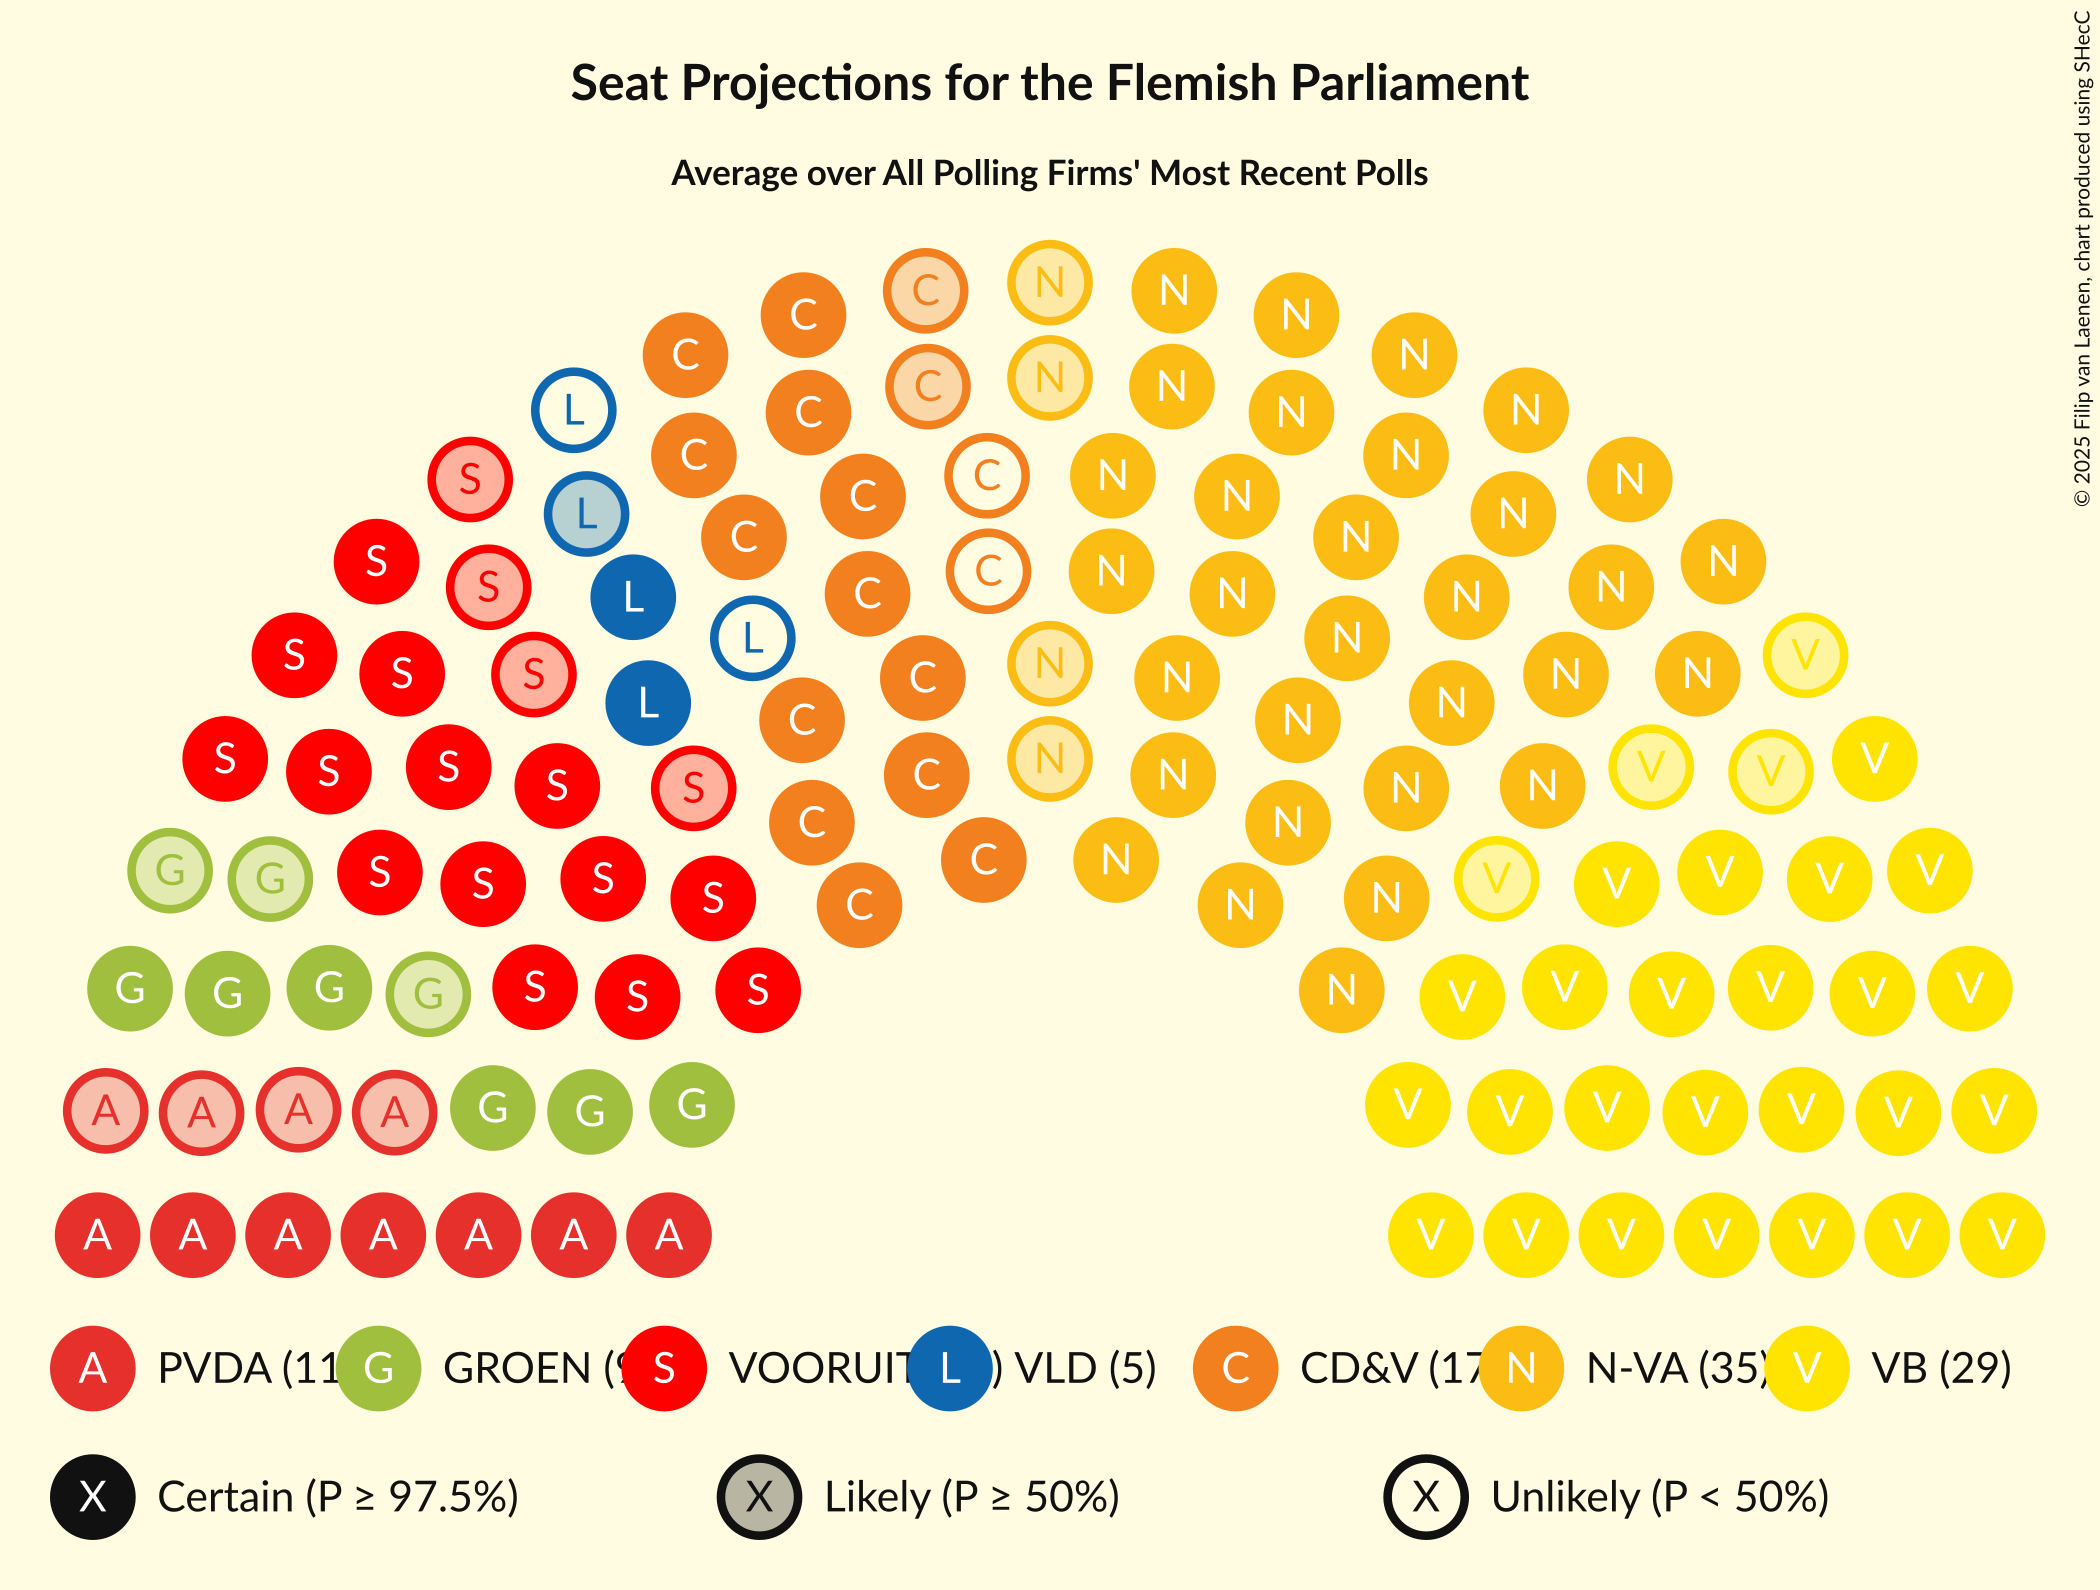 Seat Projections for the Flemish Parliament
Average over All Polling Firms' Most Recent Polls
© 2025 Filip van Laenen, chart produced using SHecC
C N N
C C N
C N N N
L C C N N
C C N N
S L C C N N N
C N N
S S L C C N N N
L C N N
S S S L C N N N N N V
C C N N
S S S S S C N N N N V V V
C C N N
G G S S S S C N N N V V V V V
G G G G S S S N V V V V V V
A A A A G G G V V V V V V V
A A A A A A A V V V V V V V
A PVDA (11 G GROEN (9 S VOORUIT L ) VLD (5) C CD&V (17 N N-VA (35) V VB (29)
X Certain (P ≥ 97.5%) X Likely (P ≥ 50%) X Unlikely (P < 50%)